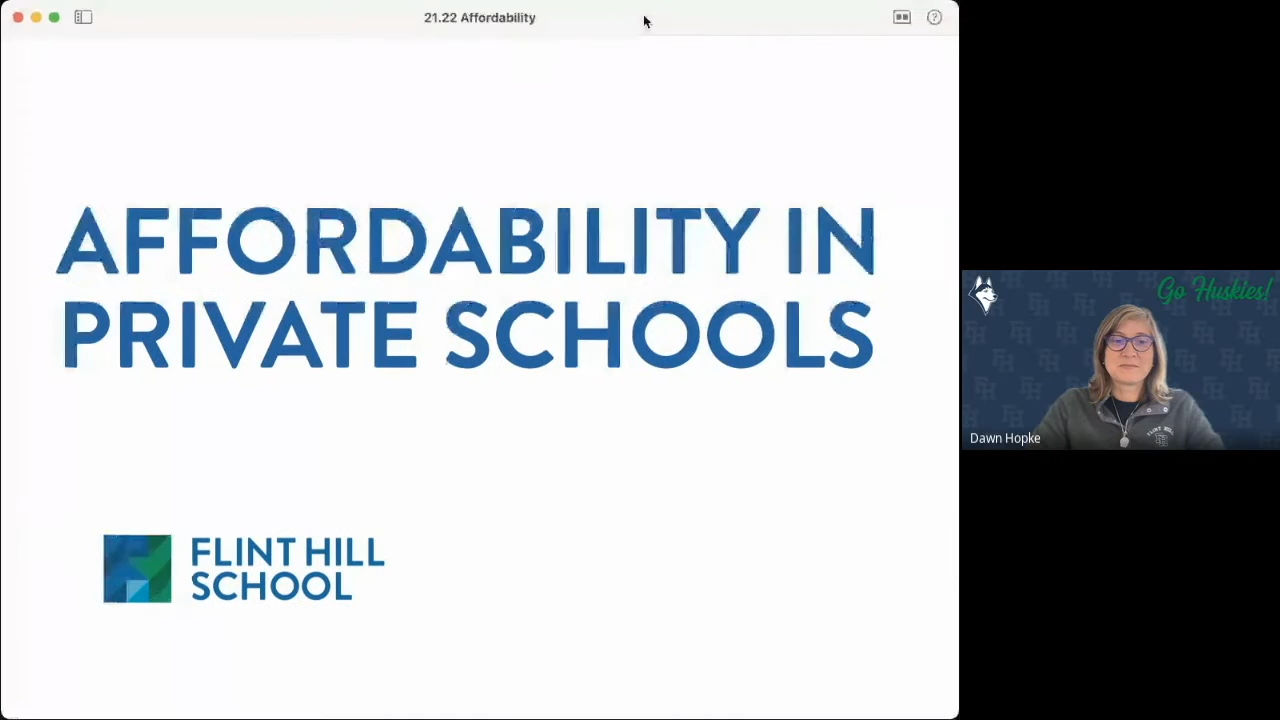 21.22 Affordability
AFFORDABILITY IN
PRIVATE SCHOOLS
FLINT HILL
SCHOOL
Go Huskies!
Dawn Hopke